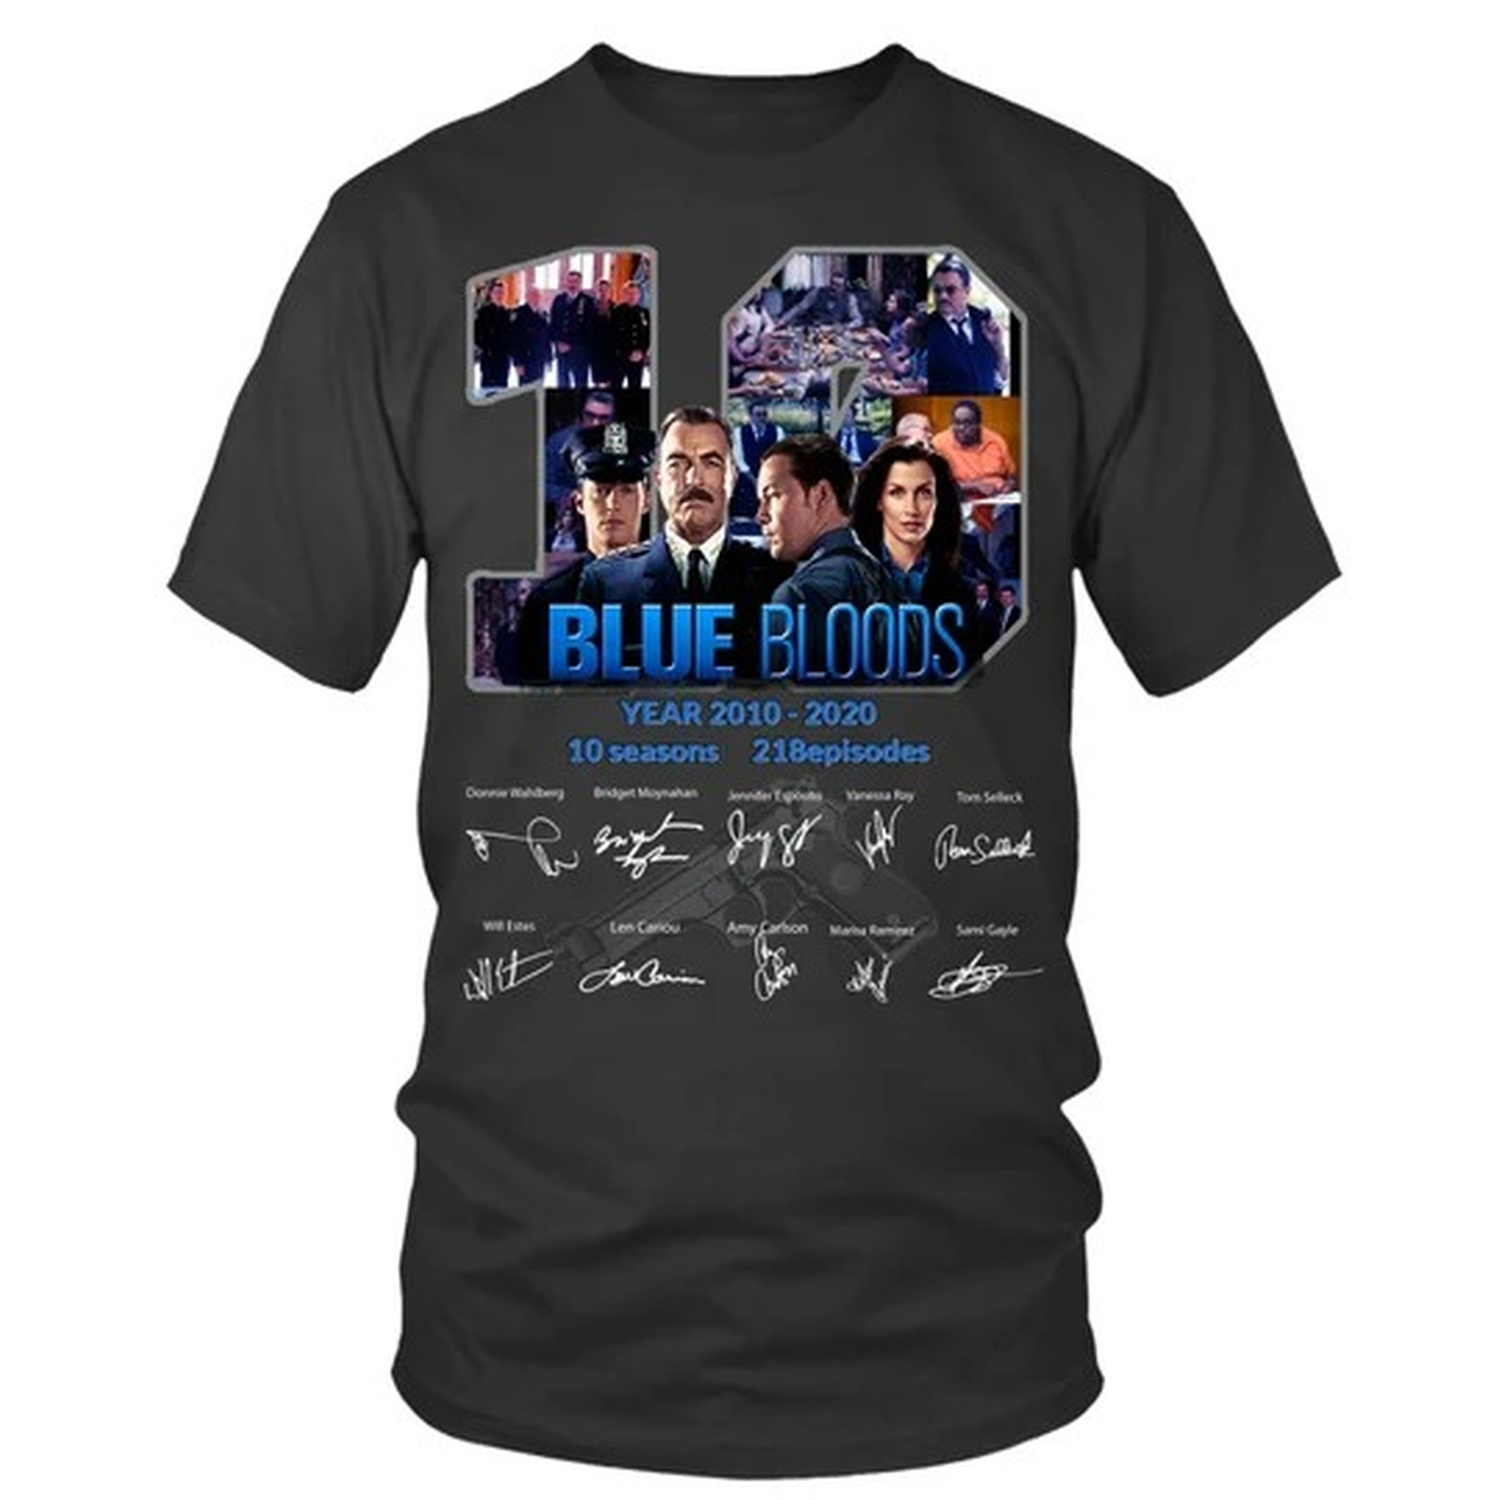 10
BLUE BLOODS
YEAR 2010 - 2020
10 seasons 218episodes
Donnie Wahlberg Bridget Moynahan Jennifer Esposito Vanessa Ray Tom Selleck
Will Estes Len Cariou Amy Carlson Marisa Ramirez Sami Gayle